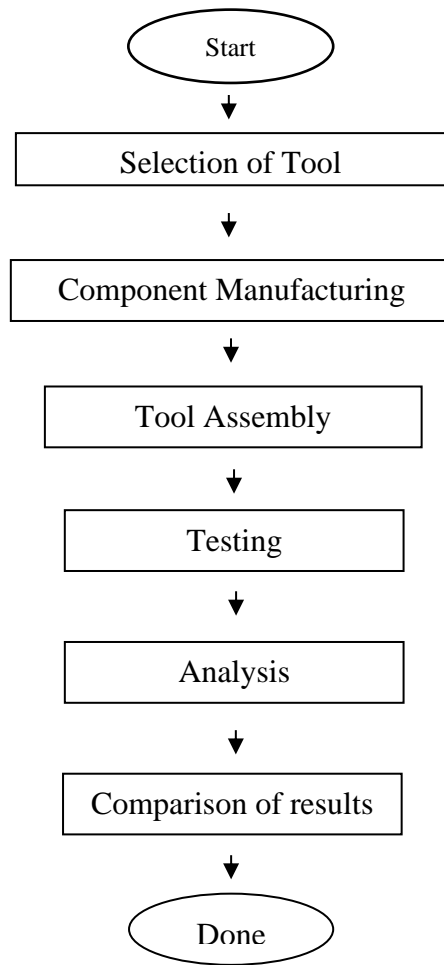 Start
Selection of Tool
Component Manufacturing
Tool Assembly
Testing
Analysis
Comparison of results
Done